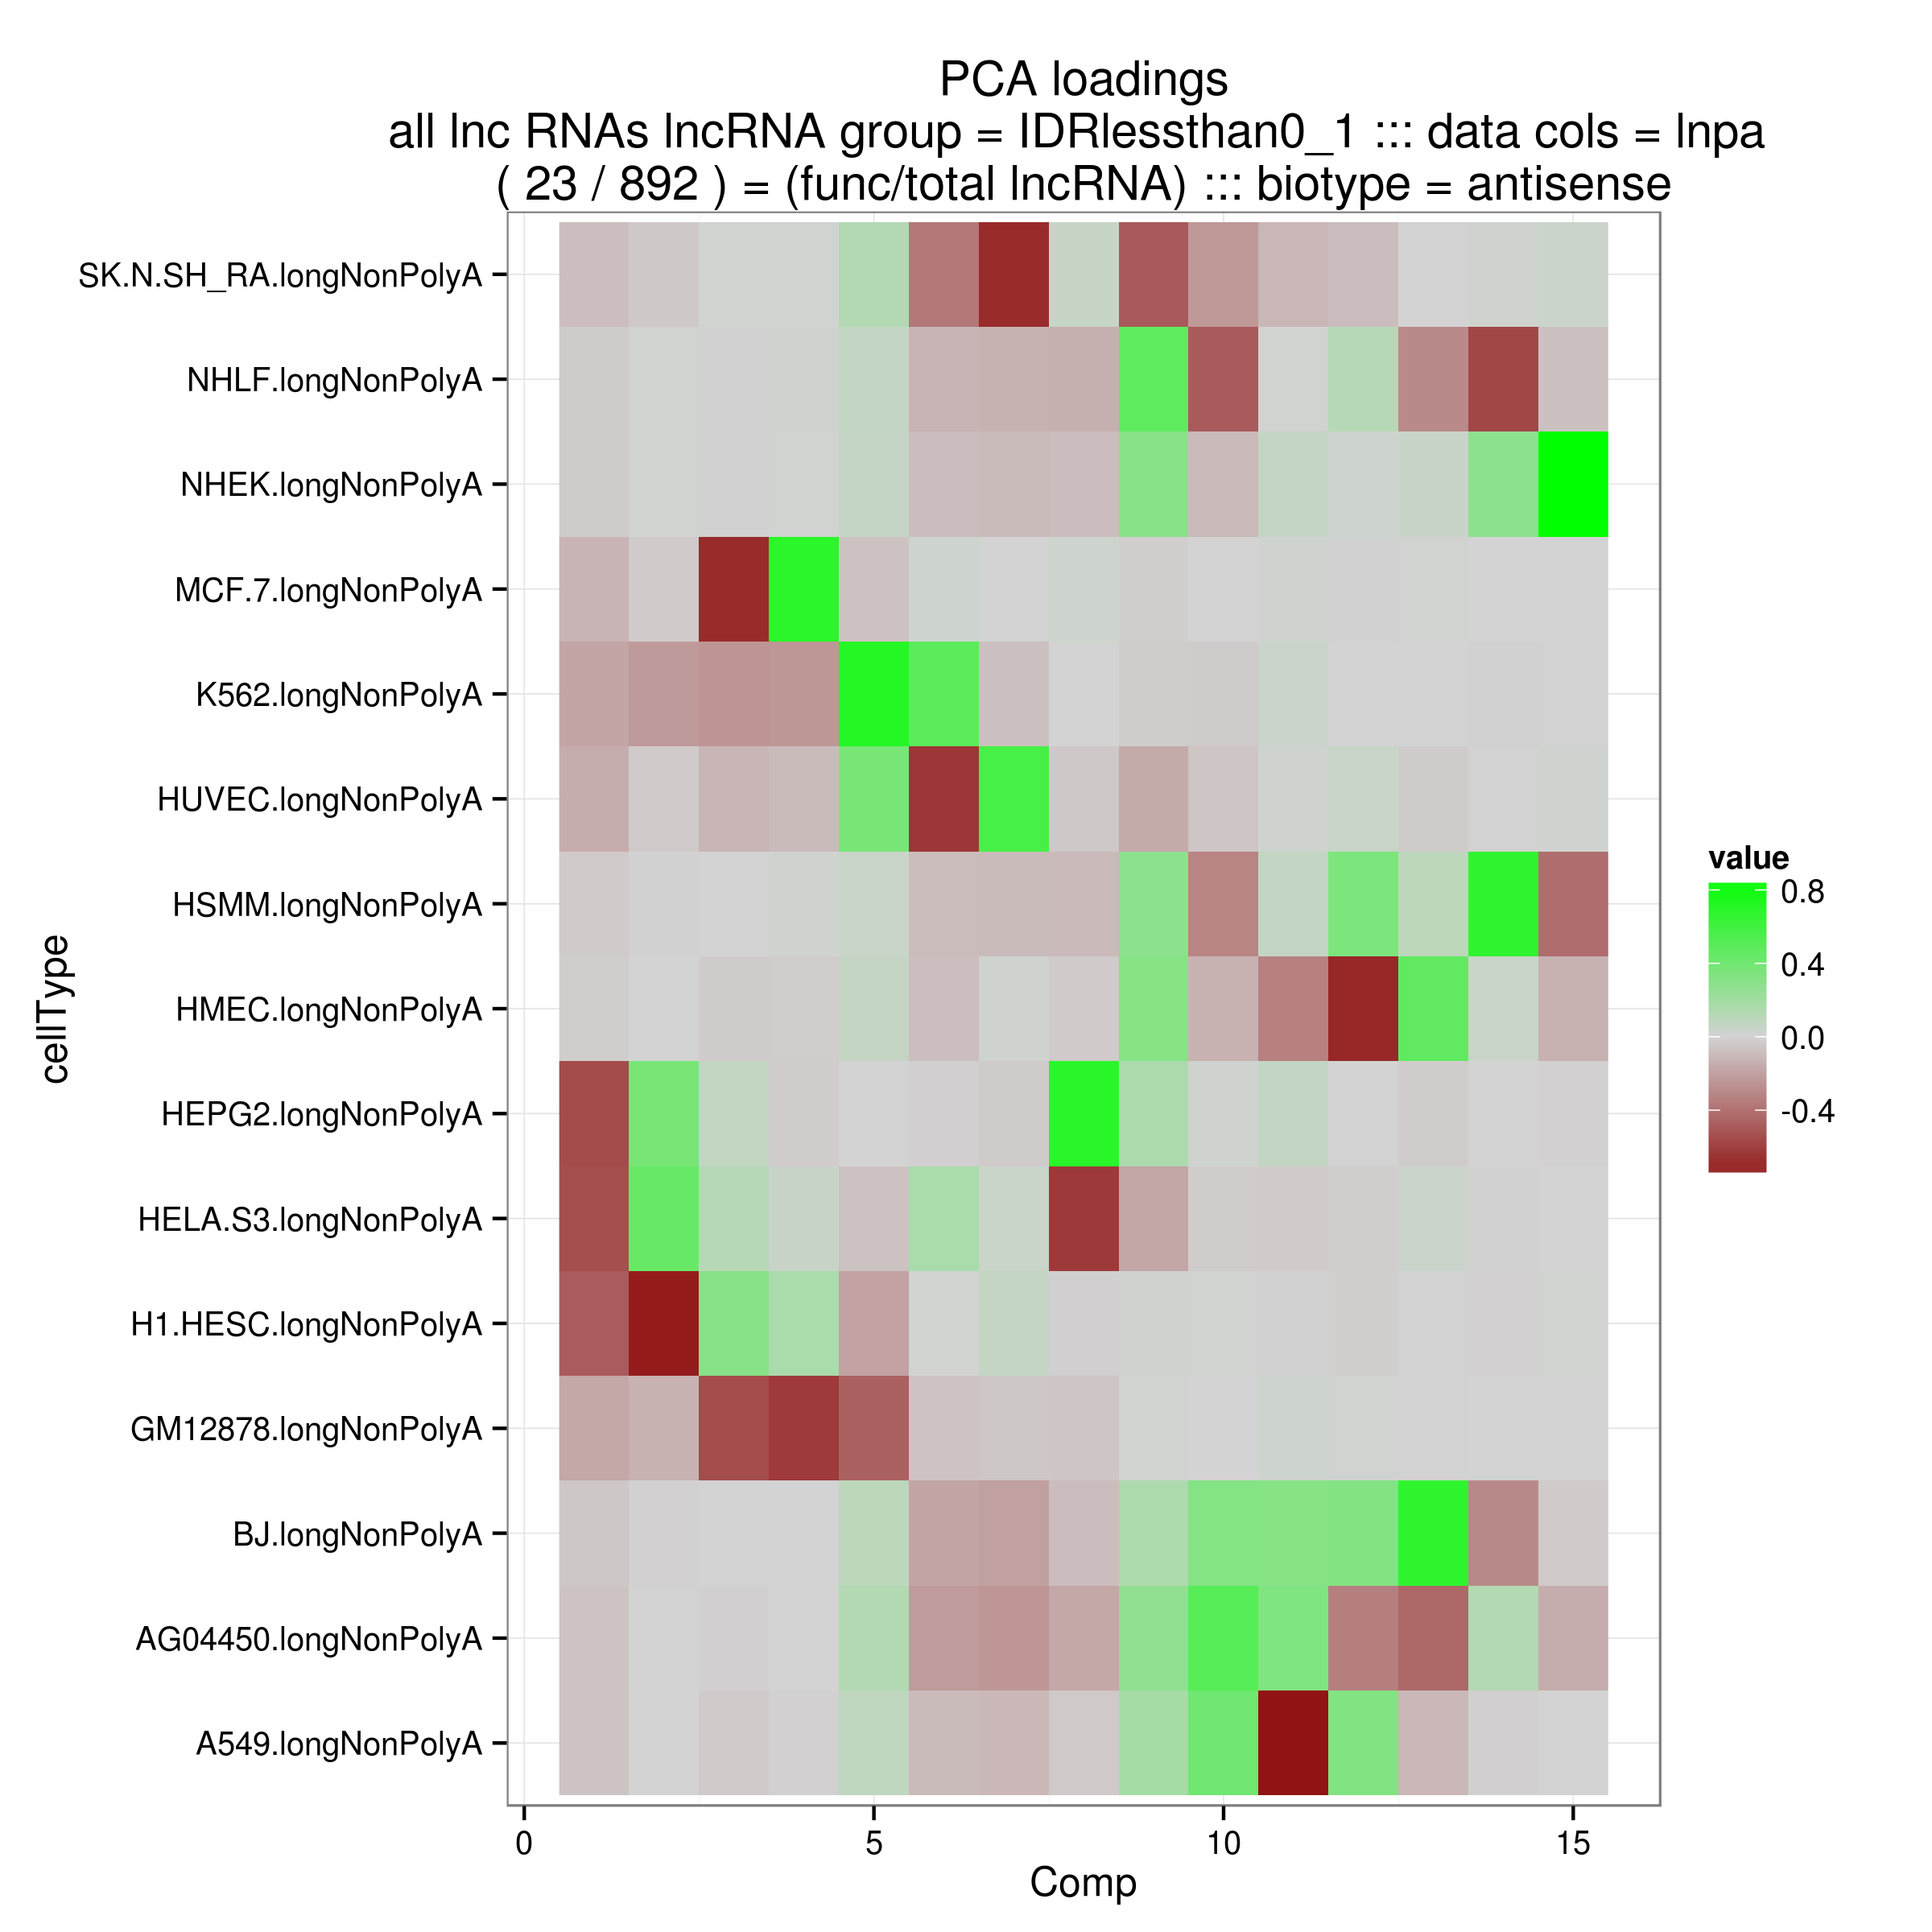 PCA loadings
all lnc RNAs lncRNA group = IDRlessthan0_1 ::: data cols = lnpa
( 23 / 892 ) = (func/total lncRNA) ::: biotype = antisense
cellType
SK.N.SH_RA.longNonPolyA
NHLF.longNonPolyA
NHEK.longNonPolyA
MCF.7.longNonPolyA
K562.longNonPolyA
HUVEC.longNonPolyA
HSMM.longNonPolyA
HMEC.longNonPolyA
HEPG2.longNonPolyA
HELA.S3.longNonPolyA
H1.HESC.longNonPolyA
GM12878.longNonPolyA
BJ.longNonPolyA
AG04450.longNonPolyA
A549.longNonPolyA
0 5 10 15
Comp
value
0.8
0.4
0.0
-0.4